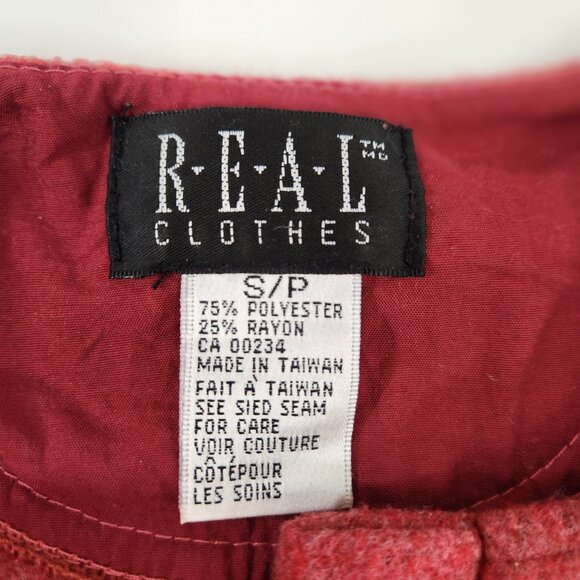 R·E·A·L TM MD
CLOTHES
S/P
75% POLYESTER
25% RAYON
CA 00234
MADE IN TAIWAN
FAIT À TAIWAN
SEE SIED SEAM
FOR CARE
VOIR COUTURE
CÔTÉPOUR
LES SOINS